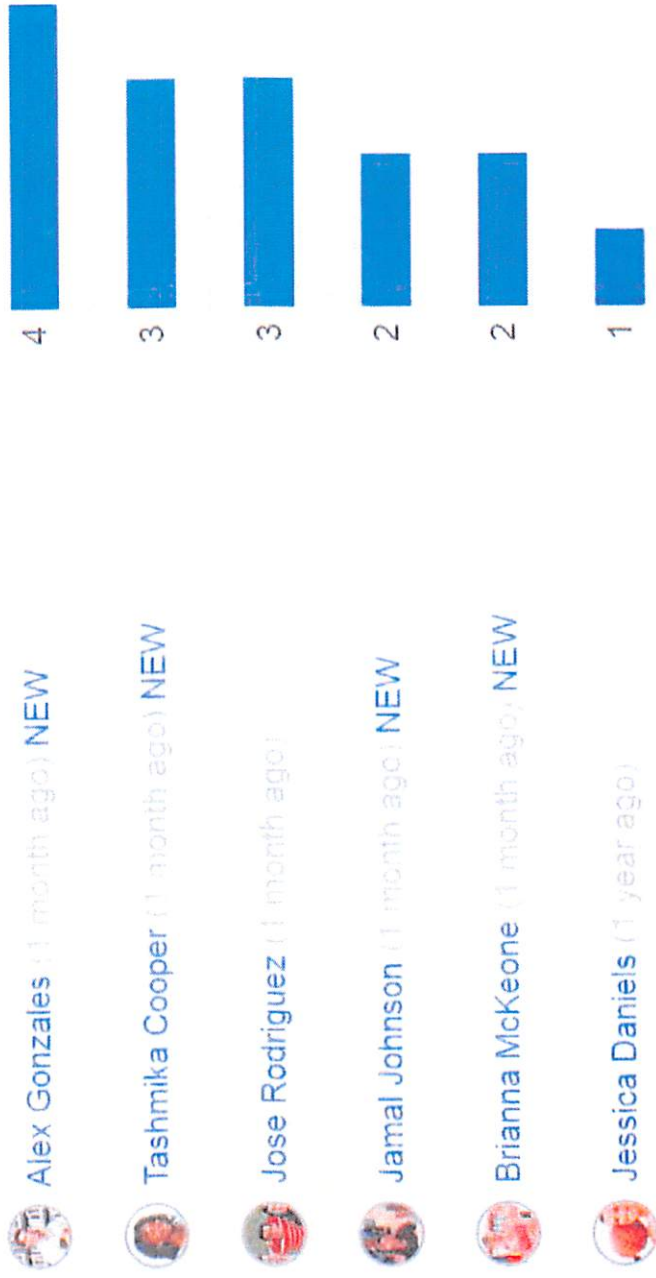 Alex Gonzales (1 month ago) NEW 4
Tashmika Cooper (1 month ago) NEW 3
Jose Rodriguez (1 month ago) 3
Jamal Johnson (1 month ago) NEW 2
Brianna McKeone (1 month ago) NEW 2
Jessica Daniels (1 year ago) 1